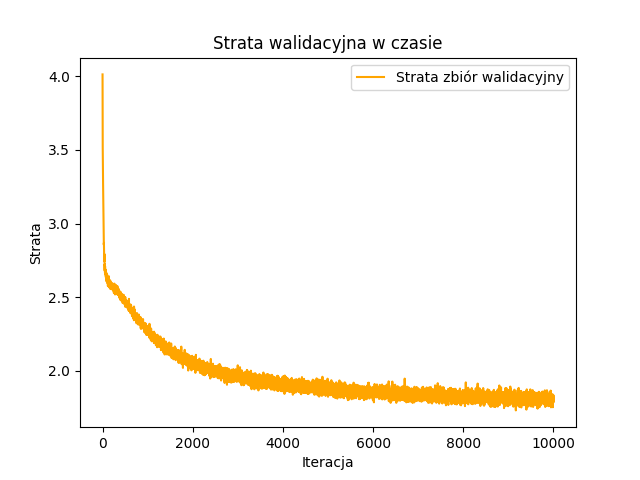 Strata walidacyjna w czasie
Strata zbiór walidacyjny
Strata
4.0
3.5
3.0
2.5
2.0
0 2000 4000 6000 8000 10000
Iteracja